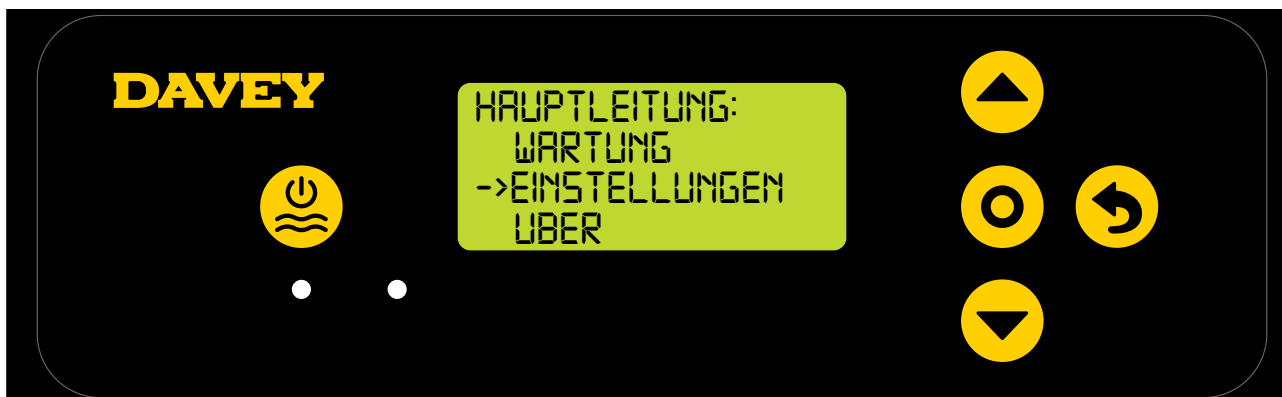 DAVEY
HAUPTLEITUNG:
WARTUNG
->EINSTELLUNGEN
UBER